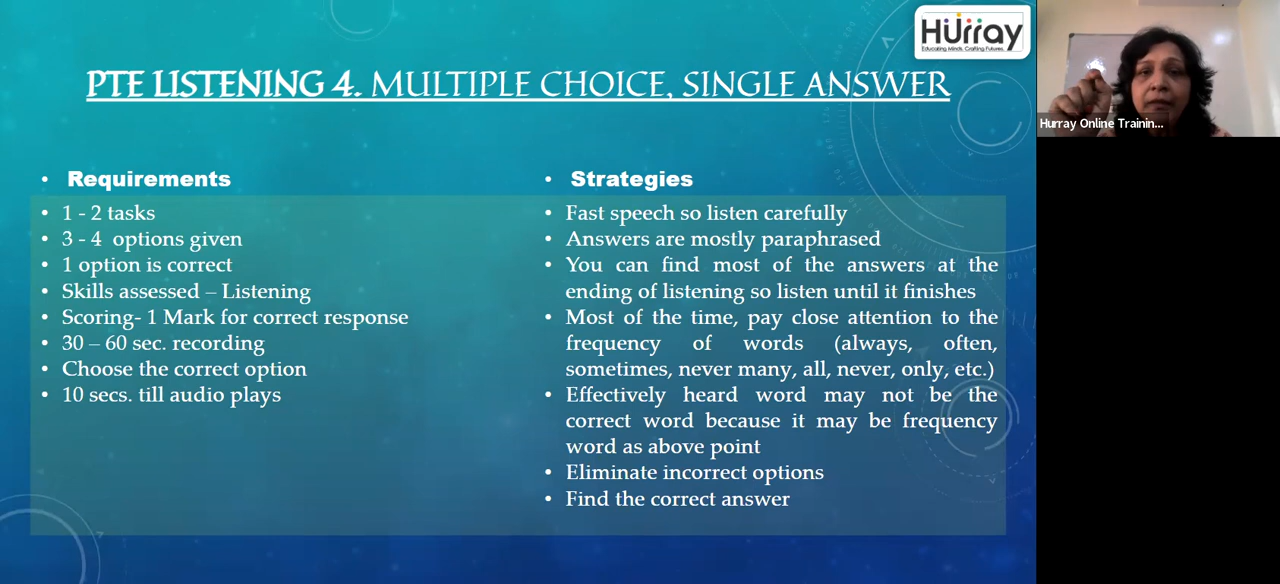 Hurray
Educating Minds, Crafting Futures.
PTE LISTENING 4. MULTIPLE CHOICE, SINGLE ANSWER
Hurray Online Trainin...
• Requirements
• 1 - 2 tasks
• 3 - 4 options given
• 1 option is correct
• Skills assessed – Listening
• Scoring- 1 Mark for correct response
• 30 – 60 sec. recording
• Choose the correct option
• 10 secs. till audio plays
• Strategies
• Fast speech so listen carefully
• Answers are mostly paraphrased
• You can find most of the answers at the
ending of listening so listen until it finishes
• Most of the time, pay close attention to the
frequency of words (always, often,
sometimes, never many, all, never, only, etc.)
• Effectively heard word may not be the
correct word because it may be frequency
word as above point
• Eliminate incorrect options
• Find the correct answer